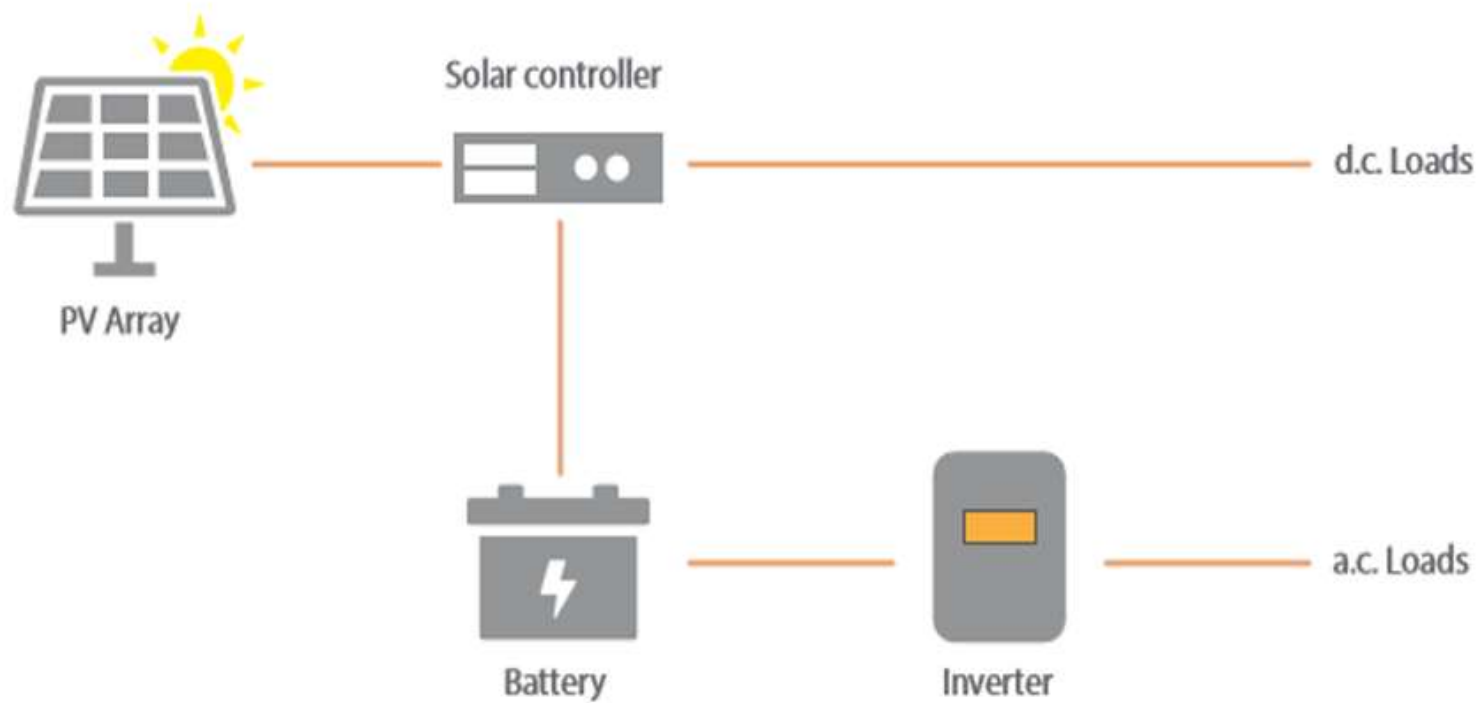 Solar controller
d.c. Loads
PV Array
a.c. Loads
Battery
Inverter